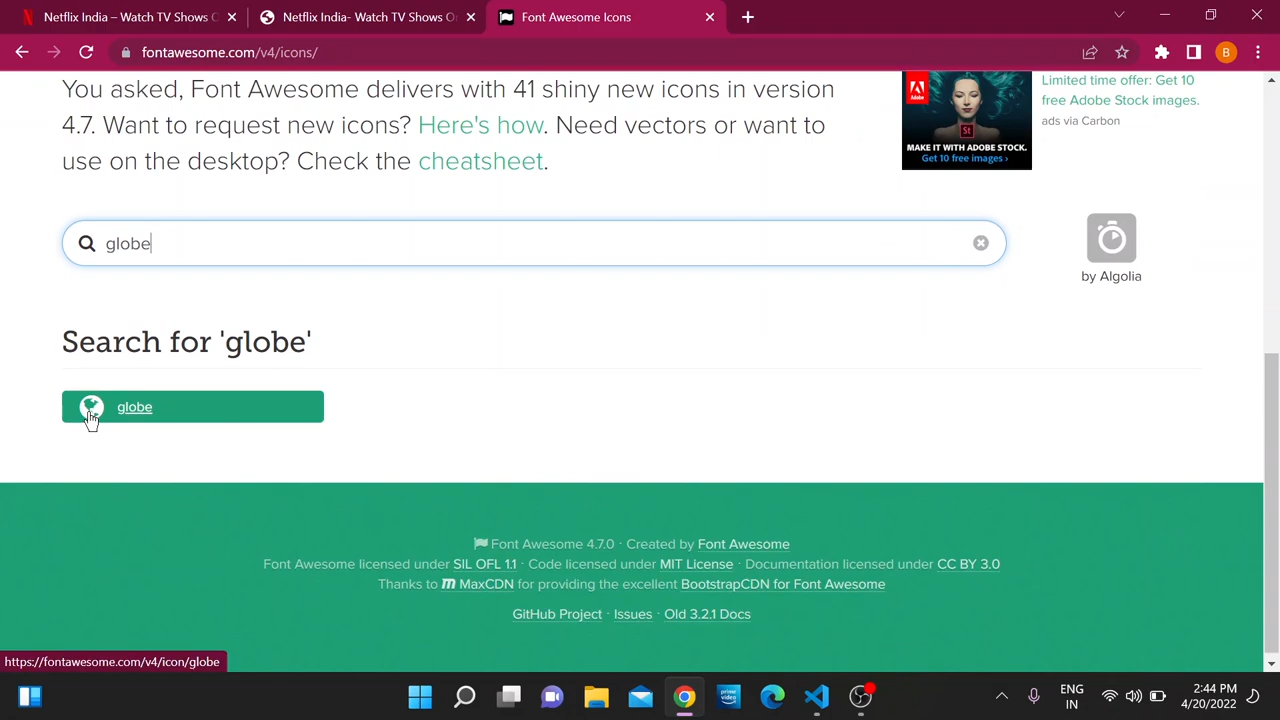 Netflix India – Watch TV Shows O
Netflix India- Watch TV Shows O
Font Awesome Icons
fontawesome.com/v4/icons/
B
You asked, Font Awesome delivers with 41 shiny new icons in version
4.7. Want to request new icons? Here's how. Need vectors or want to
use on the desktop? Check the cheatsheet.
A
Adobe
St
MAKE IT WITH ADOBE STOCK.
Get 10 free images ›
Limited time offer: Get 10
free Adobe Stock images.
ads via Carbon
globe
by Algolia
Search for 'globe'
globe
Font Awesome 4.7.0 · Created by Font Awesome
Font Awesome licensed under SIL OFL 1.1 · Code licensed under MIT License · Documentation licensed under CC BY 3.0
Thanks to m MaxCDN for providing the excellent BootstrapCDN for Font Awesome
GitHub Project · Issues · Old 3.2.1 Docs
https://fontawesome.com/v4/icon/globe
prime video
ENG
IN
2:44 PM
4/20/2022